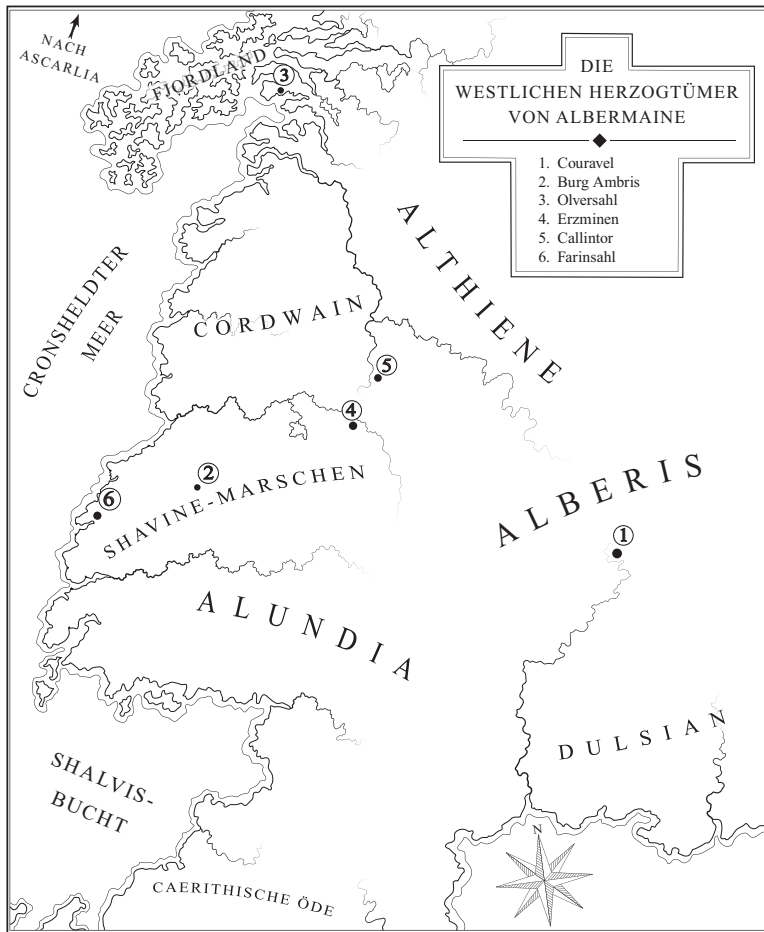 NACH
ASCARLIA
FJORDLAND
3
DIE
WESTLICHEN HERZOGTÜMER
VON ALBERMAINE
1. Couravel
2. Burg Ambris
3. Olversahl
4. Erzminen
5. Callintor
6. Farinsahl
ALTHIENE
CRONSHELDTER
MEER
CORDWAIN
5
4
2
SHAVINE-MARSCHEN
6
ALBERIS
1
ALUNDIA
DULSIAN
SHALVIS-
BUCHT
N
CAERITHISCHE ÖDE